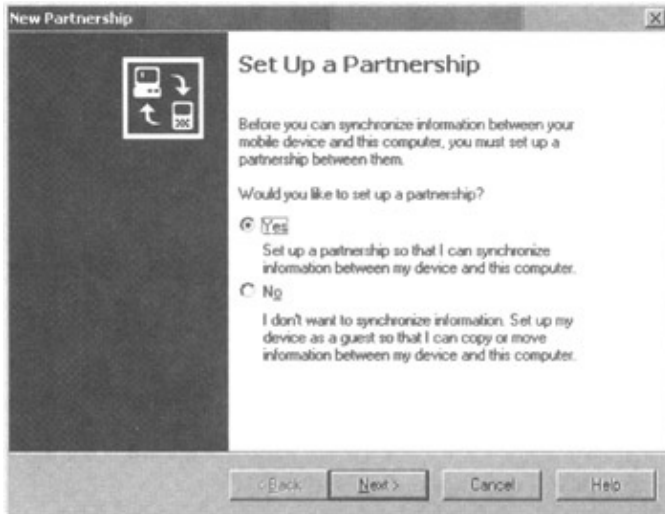 New Partnership
Set Up a Partnership
Before you can synchronize information between your
mobile device and this computer, you must set up a
partnership between them.
Would you like to set up a partnership?
Yes
Set up a partnership so that I can synchronize
information between my device and this computer.
No
I don't want to synchronize information. Set up my
device as a guest so that I can copy or move
information between my device and this computer.
< Back
Next >
Cancel
Help